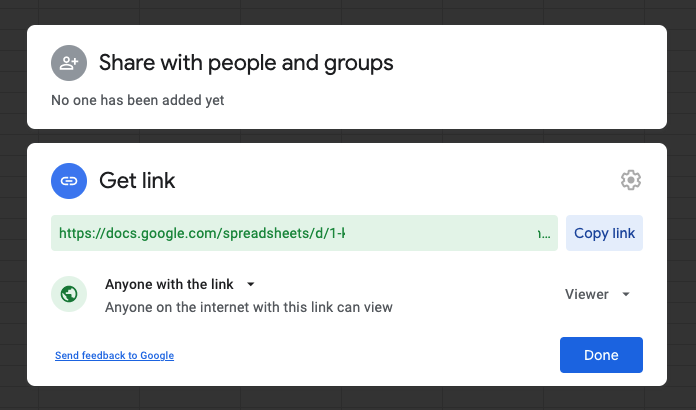 Share with people and groups
No one has been added yet
Get link
https://docs.google.com/spreadsheets/d/1-
... Copy link
Anyone with the link
Anyone on the internet with this link can view
Viewer
Send feedback to Google
Done